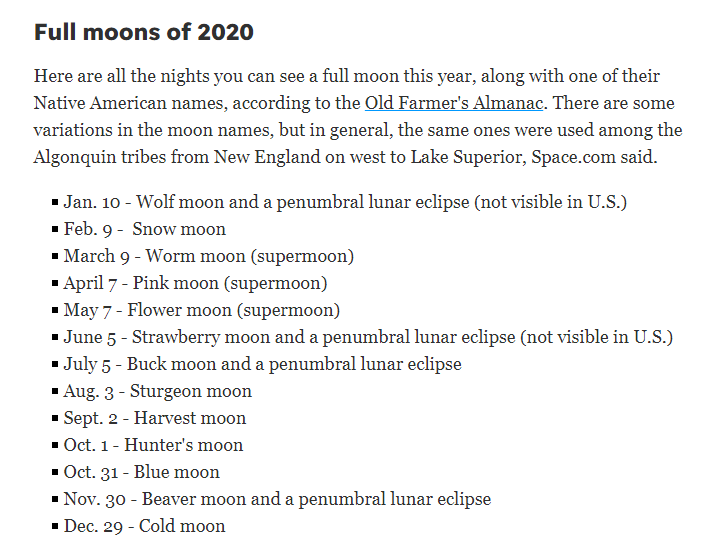 Full moons of 2020
Here are all the nights you can see a full moon this year, along with one of their
Native American names, according to the Old Farmer's Almanac. There are some
variations in the moon names, but in general, the same ones were used among the
Algonquin tribes from New England on west to Lake Superior, Space.com said.
▪ Jan. 10 - Wolf moon and a penumbral lunar eclipse (not visible in U.S.)
▪ Feb. 9 -  Snow moon
▪ March 9 - Worm moon (supermoon)
▪ April 7 - Pink moon (supermoon)
▪ May 7 - Flower moon (supermoon)
▪ June 5 - Strawberry moon and a penumbral lunar eclipse (not visible in U.S.)
▪ July 5 - Buck moon and a penumbral lunar eclipse
▪ Aug. 3 - Sturgeon moon
▪ Sept. 2 - Harvest moon
▪ Oct. 1 - Hunter's moon
▪ Oct. 31 - Blue moon
▪ Nov. 30 - Beaver moon and a penumbral lunar eclipse
▪ Dec. 29 - Cold moon